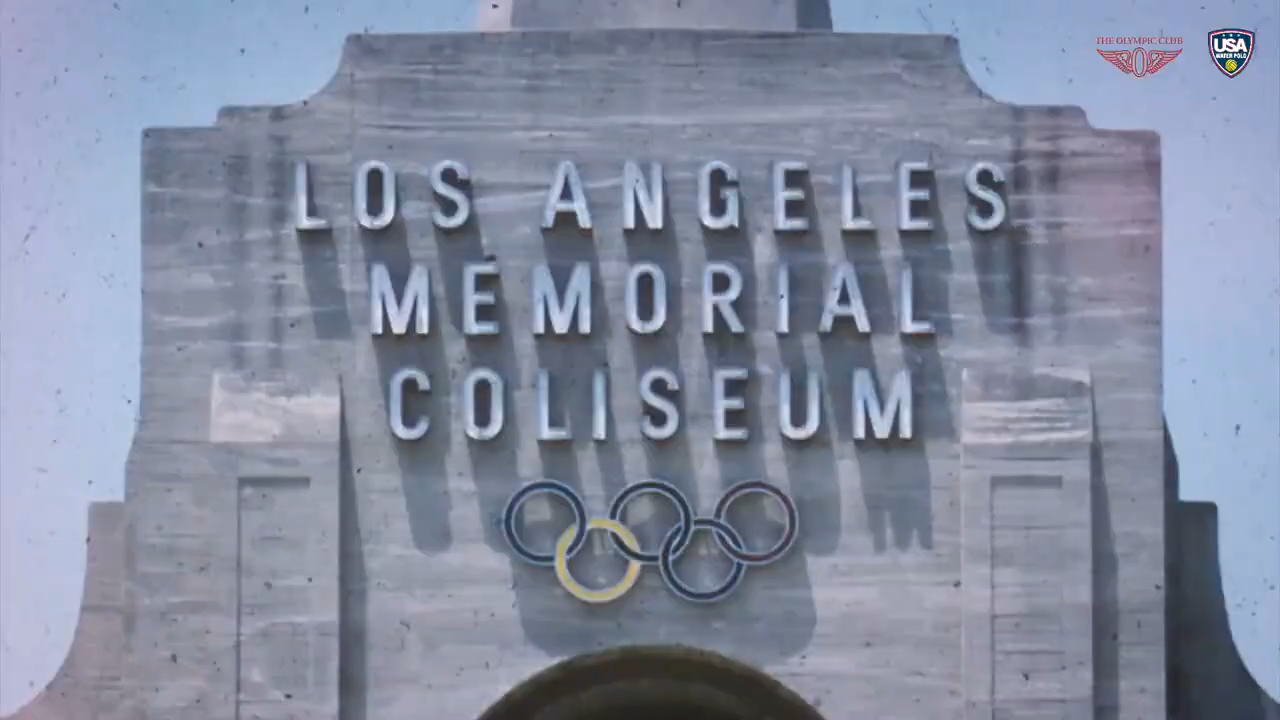 THE OLYMPIC CLUB
USA
WATER POLO
LOS ANGELES
MEMORIAL
COLISEUM